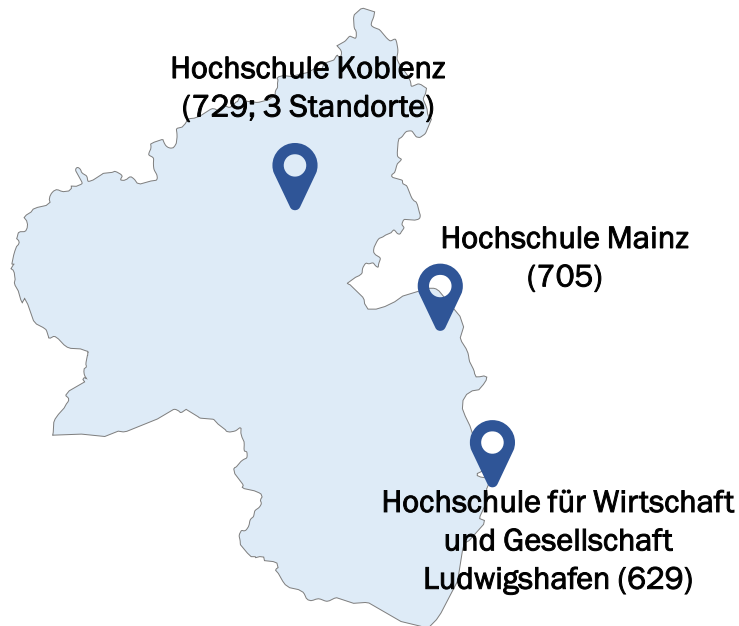 Hochschule Koblenz
(729; 3 Standorte)
Hochschule Mainz
(705)
Hochschule für Wirtschaft
und Gesellschaft
Ludwigshafen (629)